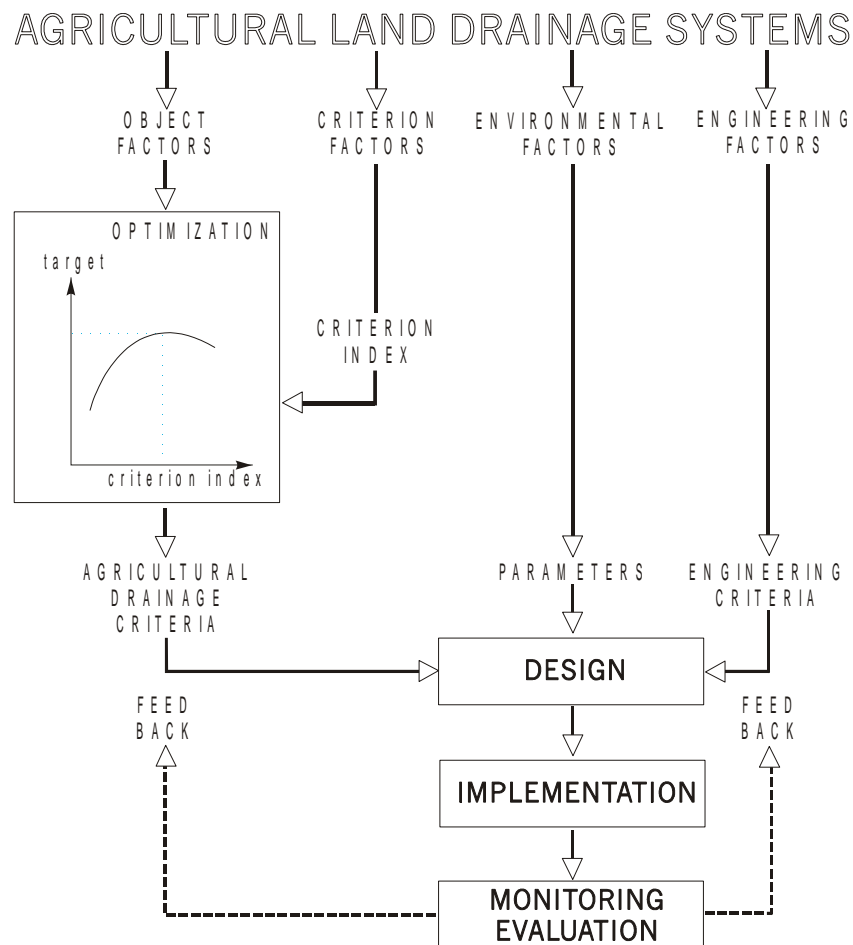 AGRICULTURAL LAND DRAINAGE SYSTEMS
OBJECT
FACTORS
CRITERION
FACTORS
ENVIRONMENTAL
FACTORS
ENGINEERING
FACTORS
OPTIMIZATION
target
criterion index
CRITERION
INDEX
AGRICULTURAL
DRAINAGE
CRITERIA
PARAMETERS
ENGINEERING
CRITERIA
DESIGN
FEED
BACK
FEED
BACK
IMPLEMENTATION
MONITORING
EVALUATION